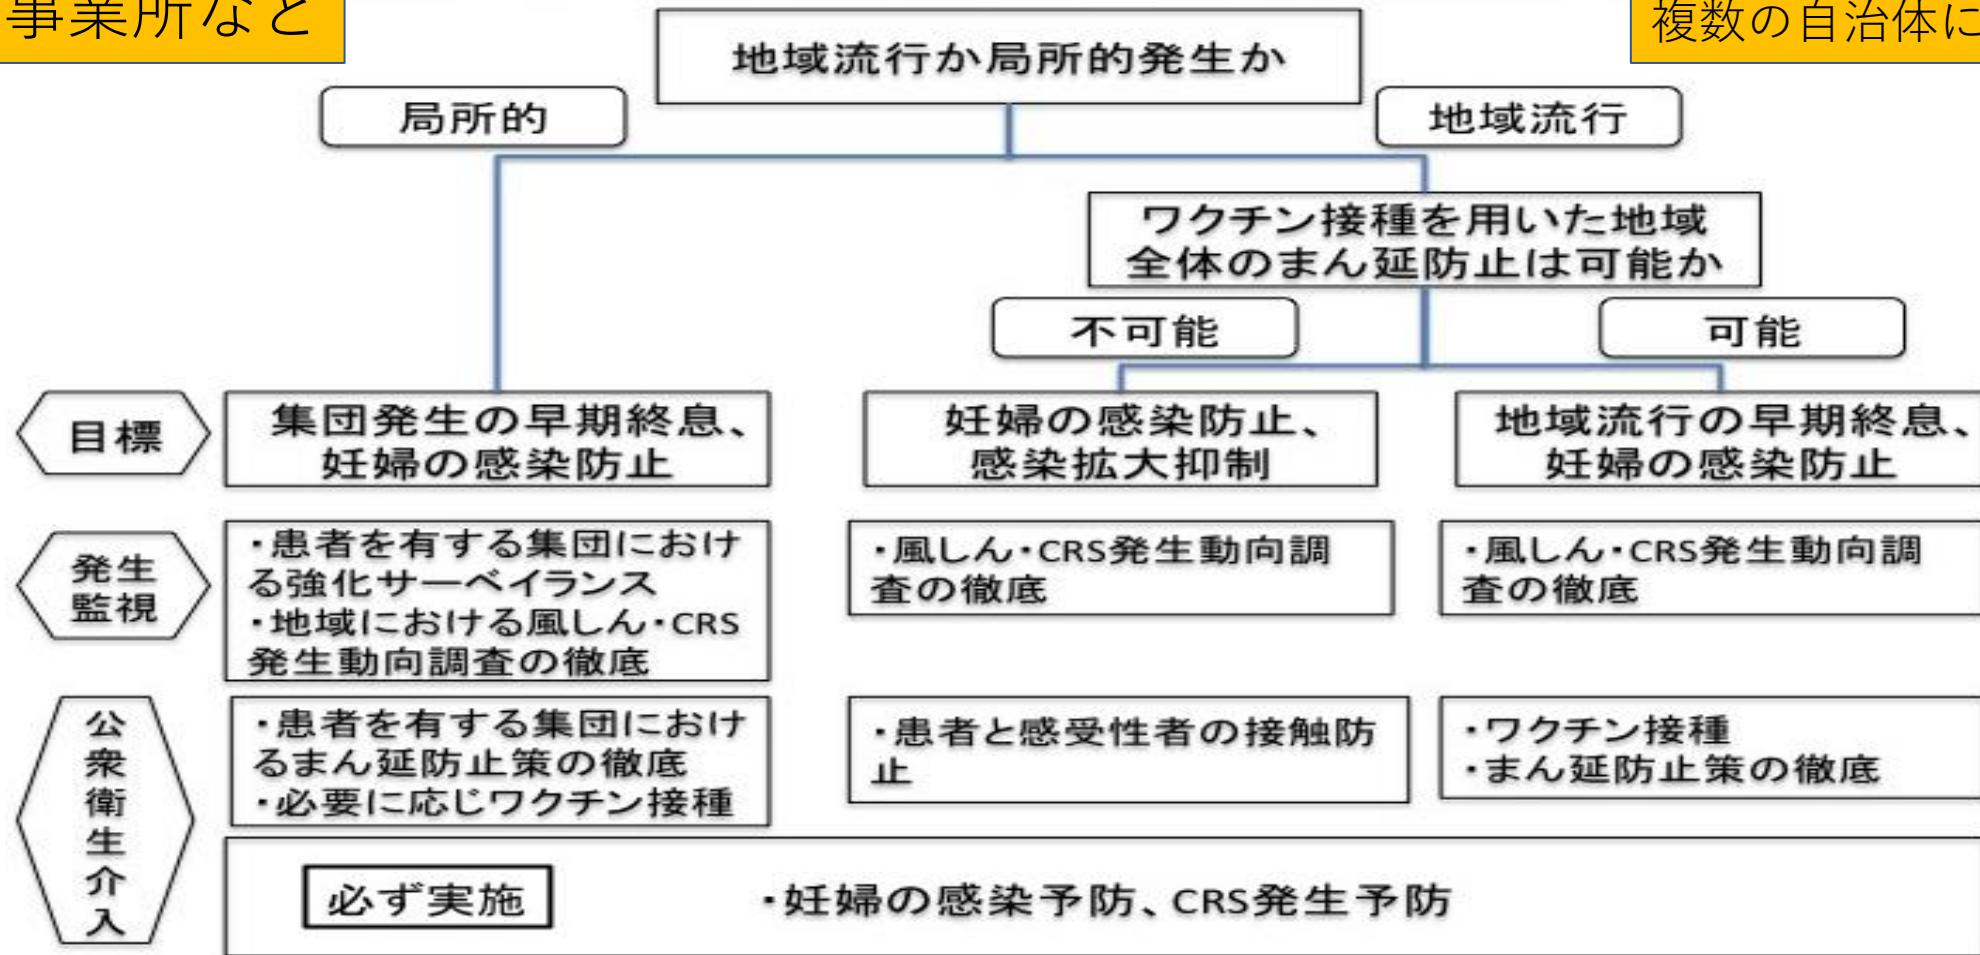 事業所など
複数の自治体に
地域流行か局所的発生か
局所的
地域流行
ワクチン接種を用いた地域
全体のまん延防止は可能か
不可能
可能
目標
集団発生の早期終息、
妊婦の感染防止
妊婦の感染防止、
感染拡大抑制
地域流行の早期終息、
妊婦の感染防止
発生
監視
・患者を有する集団におけ
る強化サーベイランス
・地域における風しん・CRS
発生動向調査の徹底
・風しん・CRS発生動向調
査の徹底
・風しん・CRS発生動向調
査の徹底
公衆衛生介入
・患者を有する集団におけ
るまん延防止策の徹底
・必要に応じワクチン接種
・患者と感受性者の接触防
止
・ワクチン接種
・まん延防止策の徹底
必ず実施
・妊婦の感染予防、CRS発生予防